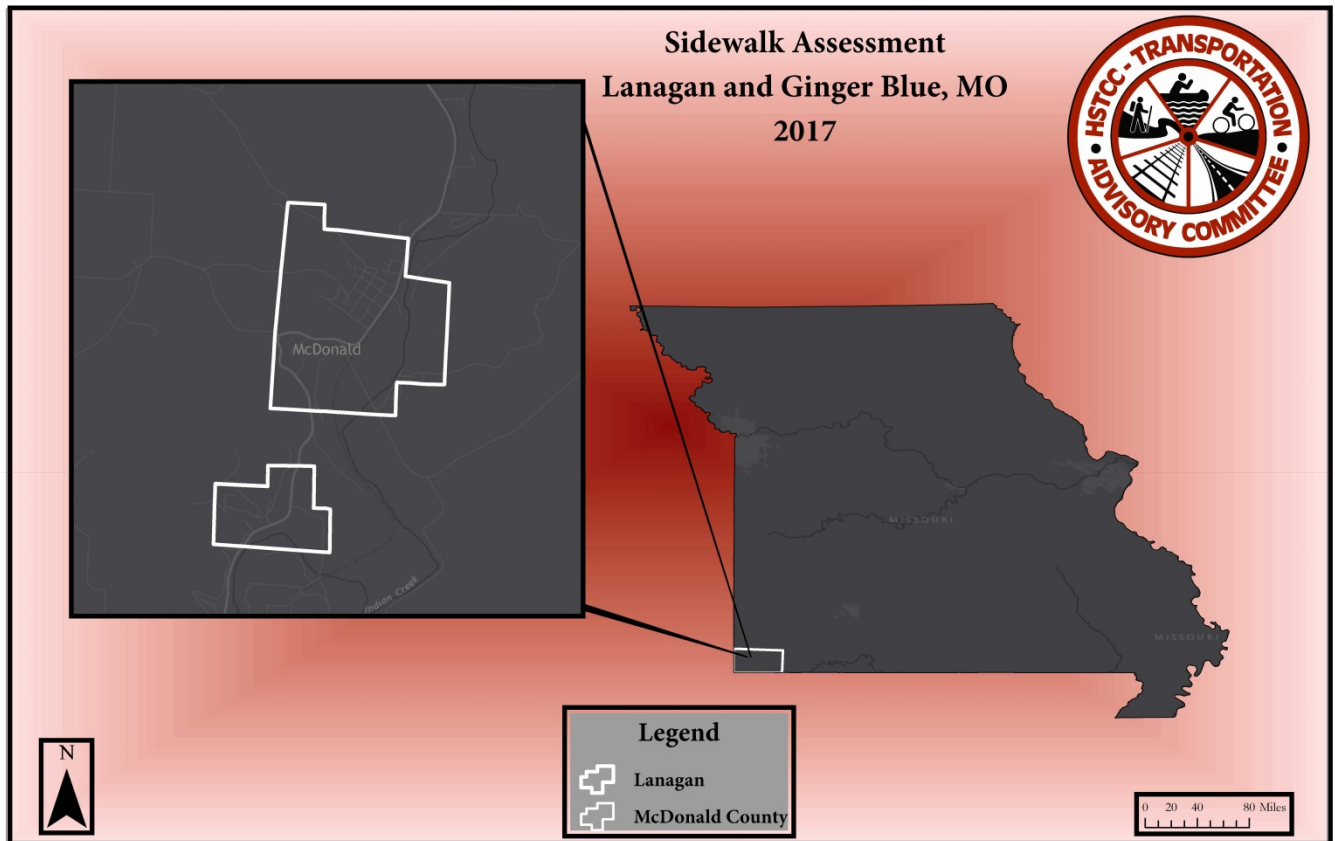 Sidewalk Assessment
Lanagan and Ginger Blue, MO
2017
HSTCC - TRANSPORTATION
• ADVISORY COMMITTEE •
McDonald
Indian Creek
MISSOURI
MISSOURI
Legend
Lanagan
McDonald County
N
0 20 40 80 Miles